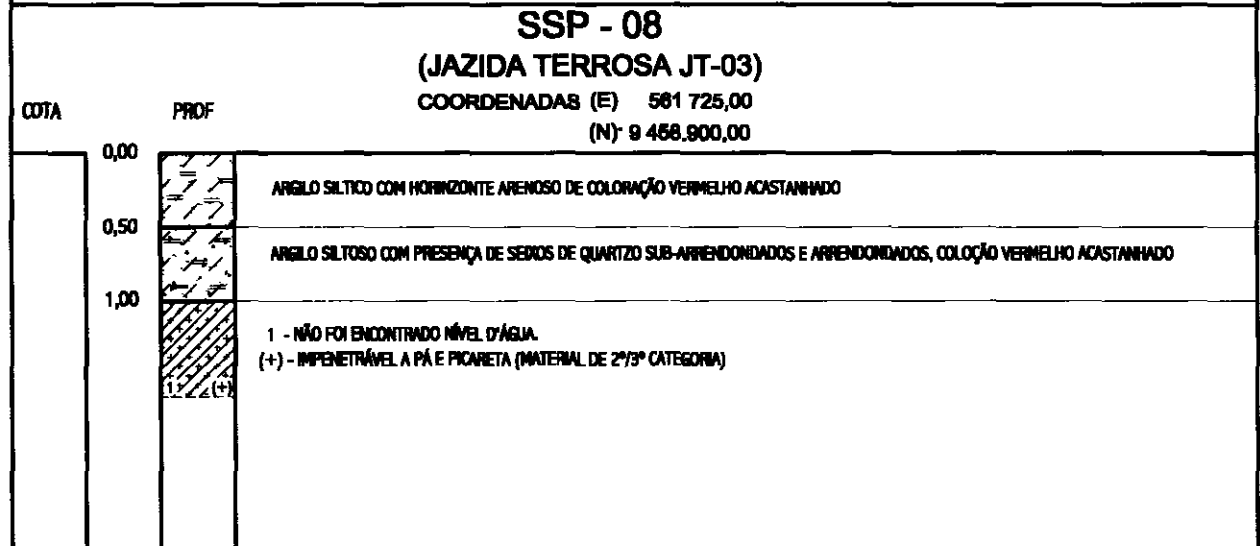 SSP - 08
(JAZIDA TERROSA JT-03)
COORDENADAS (E) 561 725,00
(N) 9 458.900,00
COTA PROF
0,00
ARGILO SILTICO COM HORINZONTE ARENOSO DE COLORAÇÃO VERMELHO ACASTANHADO
0,50
ARGILO SILTOSO COM PRESENÇA DE SEIXOS DE QUARTZO SUB-ARRENDONDADOS E ARRENDONDADOS, COLOÇÃO VERMELHO ACASTANHADO
1,00
1 - NÃO FOI ENCONTRADO NÍVEL D'ÁGUA.
(+) - IMPENETRÁVEL A PÁ E PICARETA (MATERIAL DE 2ª/3ª CATEGORIA)
1 (+)